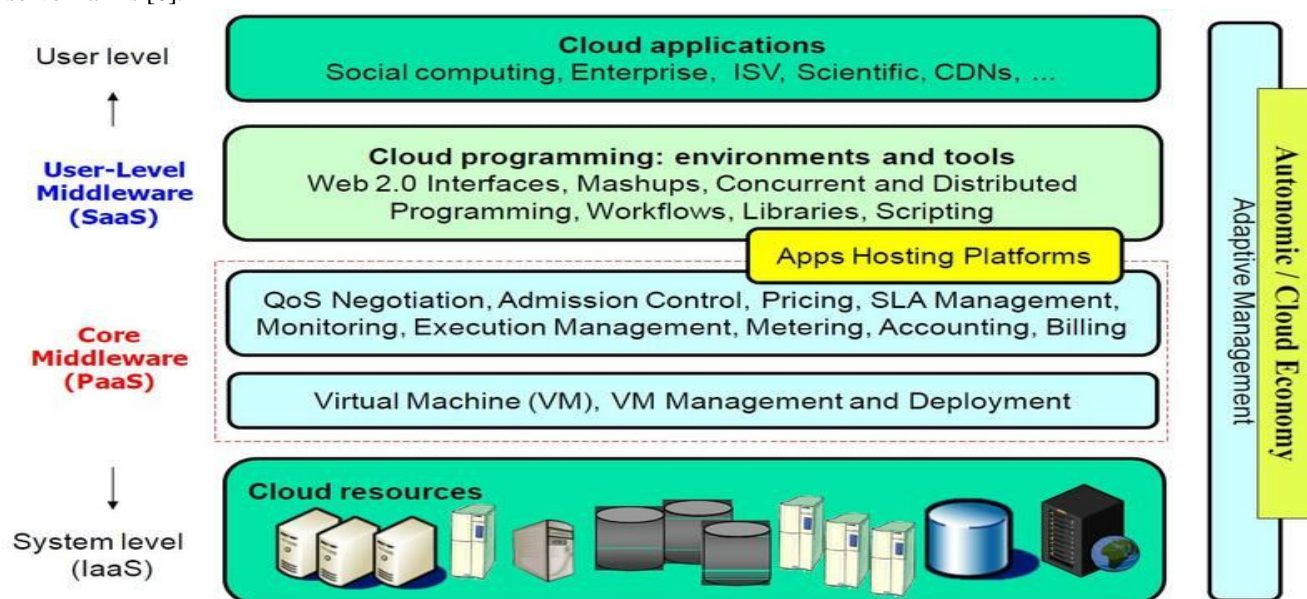 User level
Cloud applications
Social computing, Enterprise, ISV, Scientific, CDNs, ...
User-Level
Middleware
(SaaS)
Cloud programming: environments and tools
Web 2.0 Interfaces, Mashups, Concurrent and Distributed
Programming, Workflows, Libraries, Scripting
Apps Hosting Platforms
Core
Middleware
(PaaS)
QoS Negotiation, Admission Control, Pricing, SLA Management,
Monitoring, Execution Management, Metering, Accounting, Billing
Virtual Machine (VM), VM Management and Deployment
System level
(IaaS)
Cloud resources
Adaptive Management
Autonomic / Cloud Economy